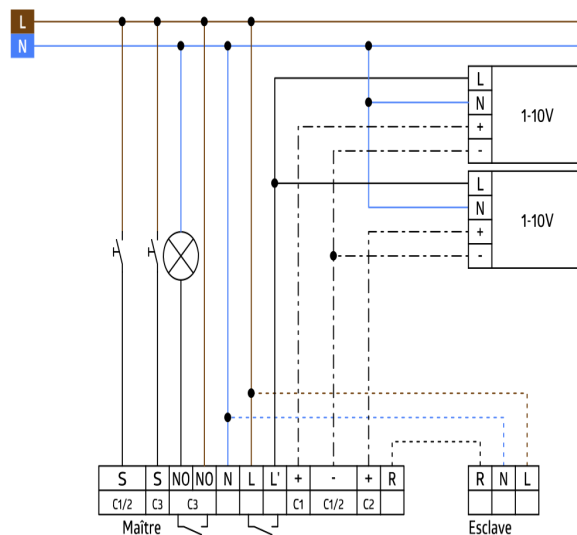 L
N
L
N
+
-
1-10V
L
N
+
-
1-10V
S S NO NO N L L' + - + R
C1/2 C3 C3 C1 C1/2 C2
Maître
R N L
Esclave